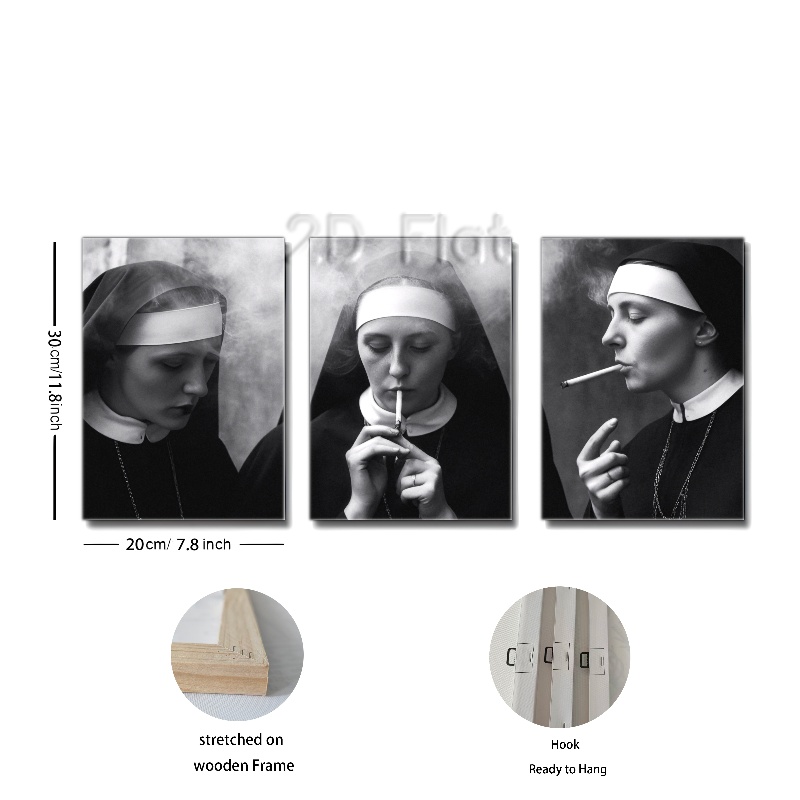 2D Flat
30cm/11.8inch
20cm/ 7.8 inch
stretched on
wooden Frame
Hook
Ready to Hang